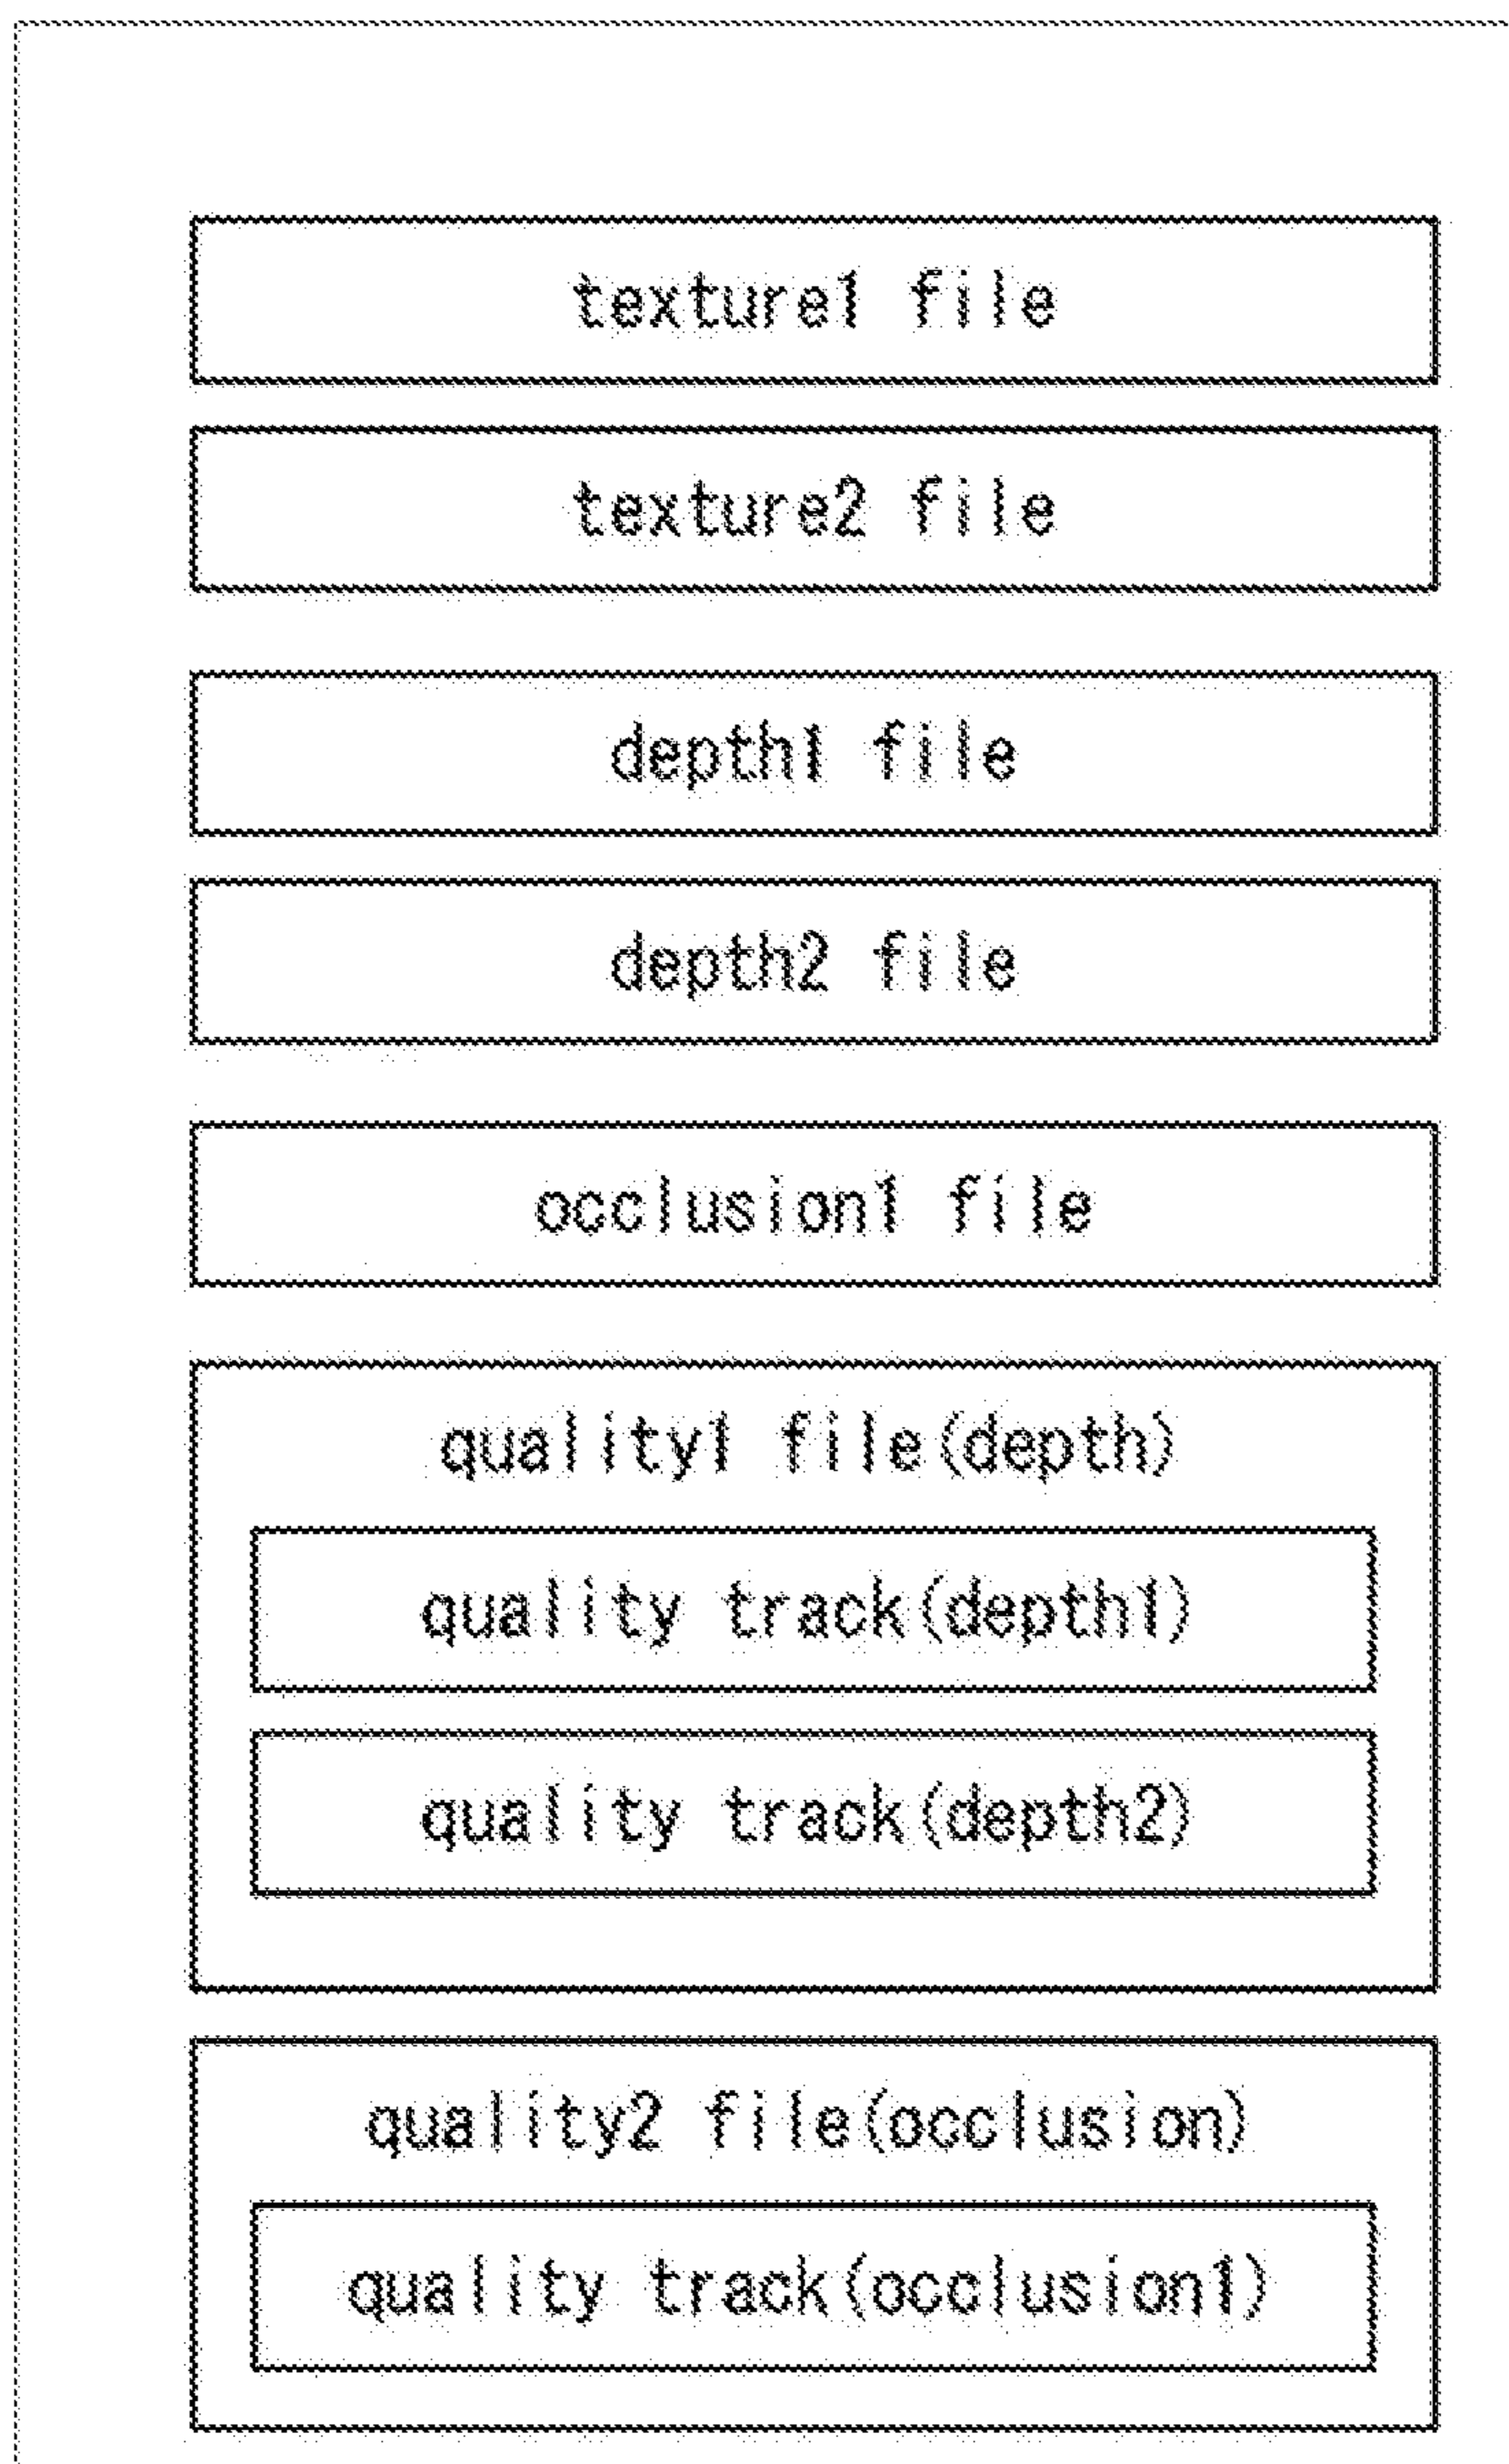 texture1 file
texture2 file
depth1 file
depth2 file
occlusion1 file
quality1 file(depth)
quality track(depth1)
quality track(depth2)
quality2 file(occlusion)
quality track(occlusion1)